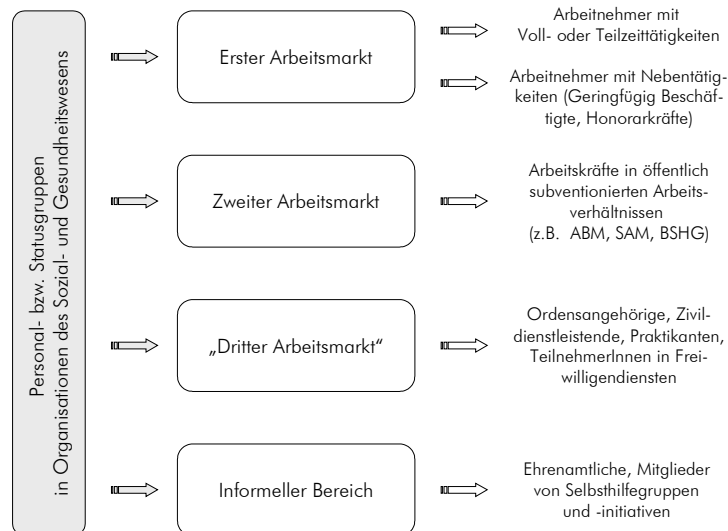 Personal- bzw. Statusgruppen
in Organisationen des Sozial- und Gesundheitswesens
Erster Arbeitsmarkt
Arbeitnehmer mit
Voll- oder Teilzeittätigkeiten
Arbeitnehmer mit Nebentätig-
keiten (Geringfügig Beschäf-
tigte, Honorarkräfte)
Zweiter Arbeitsmarkt
Arbeitskräfte in öffentlich
subventionierten Arbeits-
verhältnissen
(z.B. ABM, SAM, BSHG)
„Dritter Arbeitsmarkt"
Ordensangehörige, Zivil-
dienstleistende, Praktikanten,
TeilnehmerInnen in Frei-
willigendiensten
Informeller Bereich
Ehrenamtliche, Mitglieder
von Selbsthilfegruppen
und -initiativen